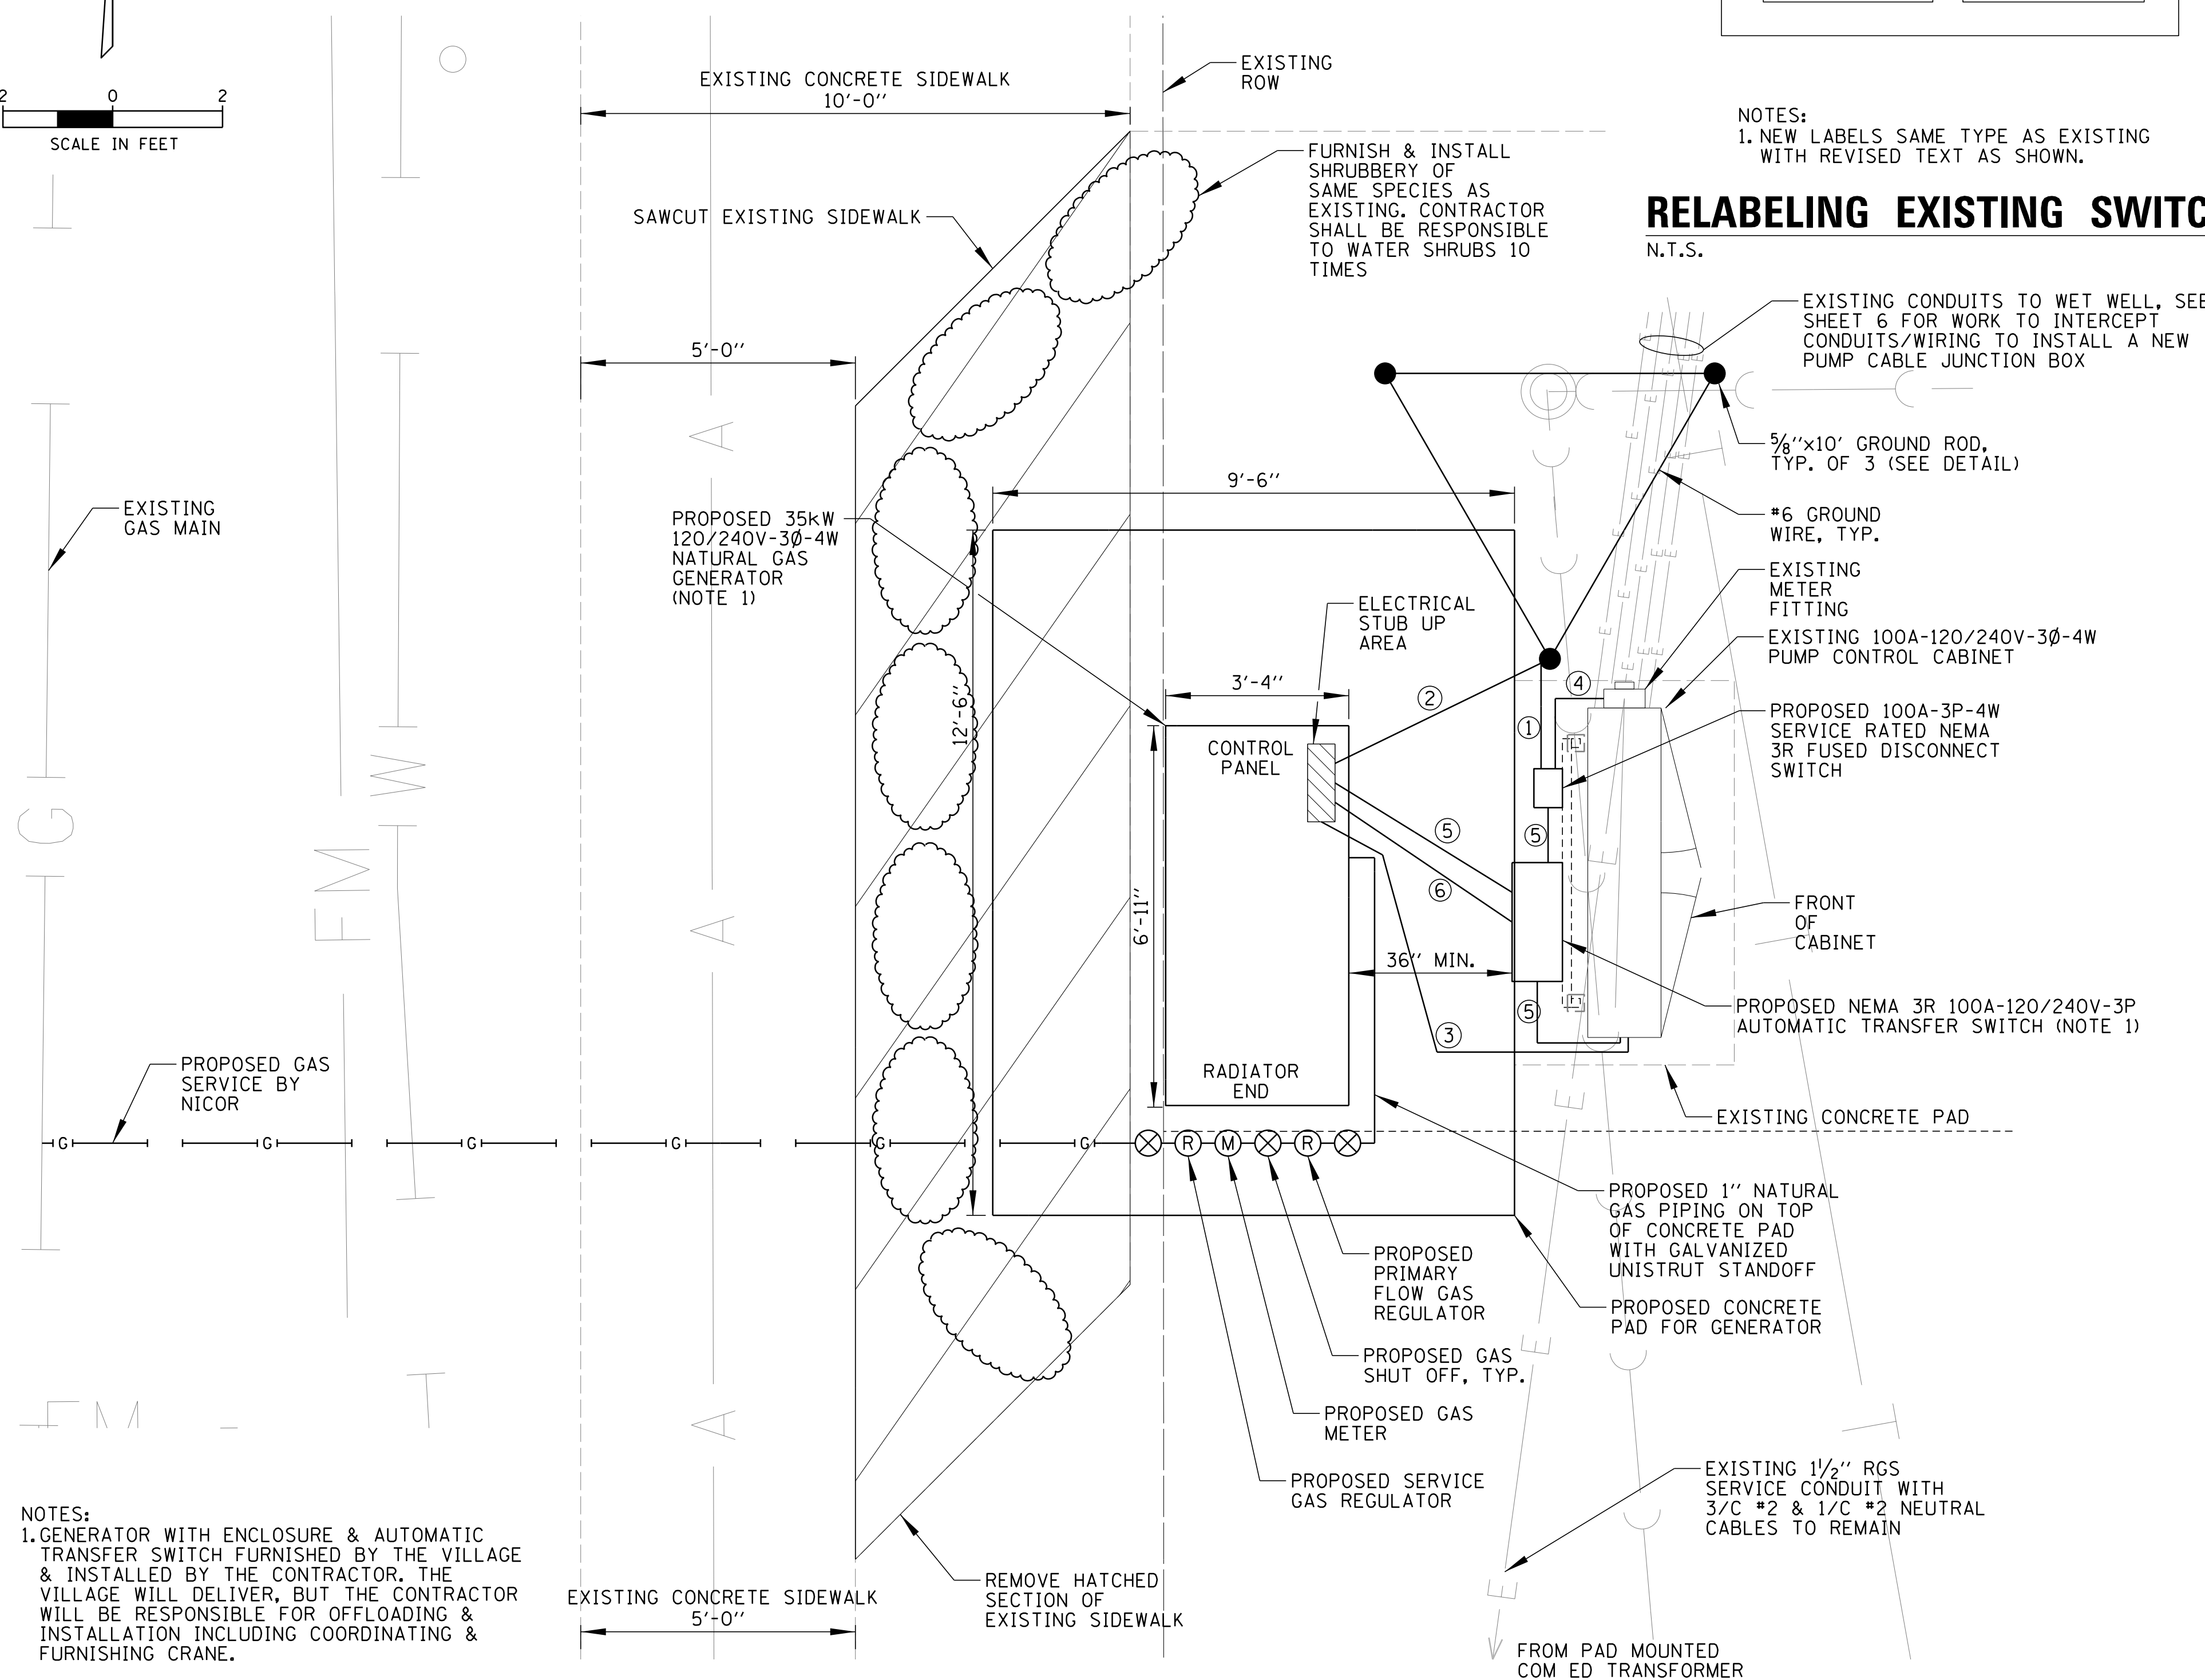 2 0 2
SCALE IN FEET
EXISTING CONCRETE SIDEWALK
10'-0"
EXISTING
ROW
NOTES:
1. NEW LABELS SAME TYPE AS EXISTING
WITH REVISED TEXT AS SHOWN.
RELABELING EXISTING SWITC
N.T.S.
SAWCUT EXISTING SIDEWALK
FURNISH & INSTALL
SHRUBBERY OF
SAME SPECIES AS
EXISTING. CONTRACTOR
SHALL BE RESPONSIBLE
TO WATER SHRUBS 10
TIMES
EXISTING CONDUITS TO WET WELL, SEE
SHEET 6 FOR WORK TO INTERCEPT
CONDUITS/WIRING TO INSTALL A NEW
PUMP CABLE JUNCTION BOX
5'-0"
5/8"x10' GROUND ROD,
TYP. OF 3 (SEE DETAIL)
#6 GROUND
WIRE, TYP.
EXISTING
METER
FITTING
EXISTING 100A-120/240V-3Ø-4W
PUMP CONTROL CABINET
PROPOSED 100A-3P-4W
SERVICE RATED NEMA
3R FUSED DISCONNECT
SWITCH
FRONT
OF
CABINET
PROPOSED NEMA 3R 100A-120/240V-3P
AUTOMATIC TRANSFER SWITCH (NOTE 1)
EXISTING CONCRETE PAD
EXISTING
GAS MAIN
PROPOSED 35kW
120/240V-3Ø-4W
NATURAL GAS
GENERATOR
(NOTE 1)
9'-6"
12'-6"
ELECTRICAL
STUB UP
AREA
3'-4"
6'-11"
CONTROL
PANEL
RADIATOR
END
36" MIN.
2
4
1
5
5
6
5
3
A
A
A
G
FM
W
FM
E E E E E E
T
PROPOSED GAS
SERVICE BY
NICOR
G G G G G G
R M R
PROPOSED 1" NATURAL
GAS PIPING ON TOP
OF CONCRETE PAD
WITH GALVANIZED
UNISTRUT STANDOFF
PROPOSED CONCRETE
PAD FOR GENERATOR
PROPOSED
PRIMARY
FLOW GAS
REGULATOR
PROPOSED GAS
SHUT OFF, TYP.
PROPOSED GAS
METER
PROPOSED SERVICE
GAS REGULATOR
EXISTING 1 1/2" RGS
SERVICE CONDUIT WITH
3/C #2 & 1/C #2 NEUTRAL
CABLES TO REMAIN
REMOVE HATCHED
SECTION OF
EXISTING SIDEWALK
EXISTING CONCRETE SIDEWALK
5'-0"
FROM PAD MOUNTED
COM ED TRANSFORMER
NOTES:
1. GENERATOR WITH ENCLOSURE & AUTOMATIC
TRANSFER SWITCH FURNISHED BY THE VILLAGE
& INSTALLED BY THE CONTRACTOR. THE
VILLAGE WILL DELIVER, BUT THE CONTRACTOR
WILL BE RESPONSIBLE FOR OFFLOADING &
INSTALLATION INCLUDING COORDINATING &
FURNISHING CRANE.